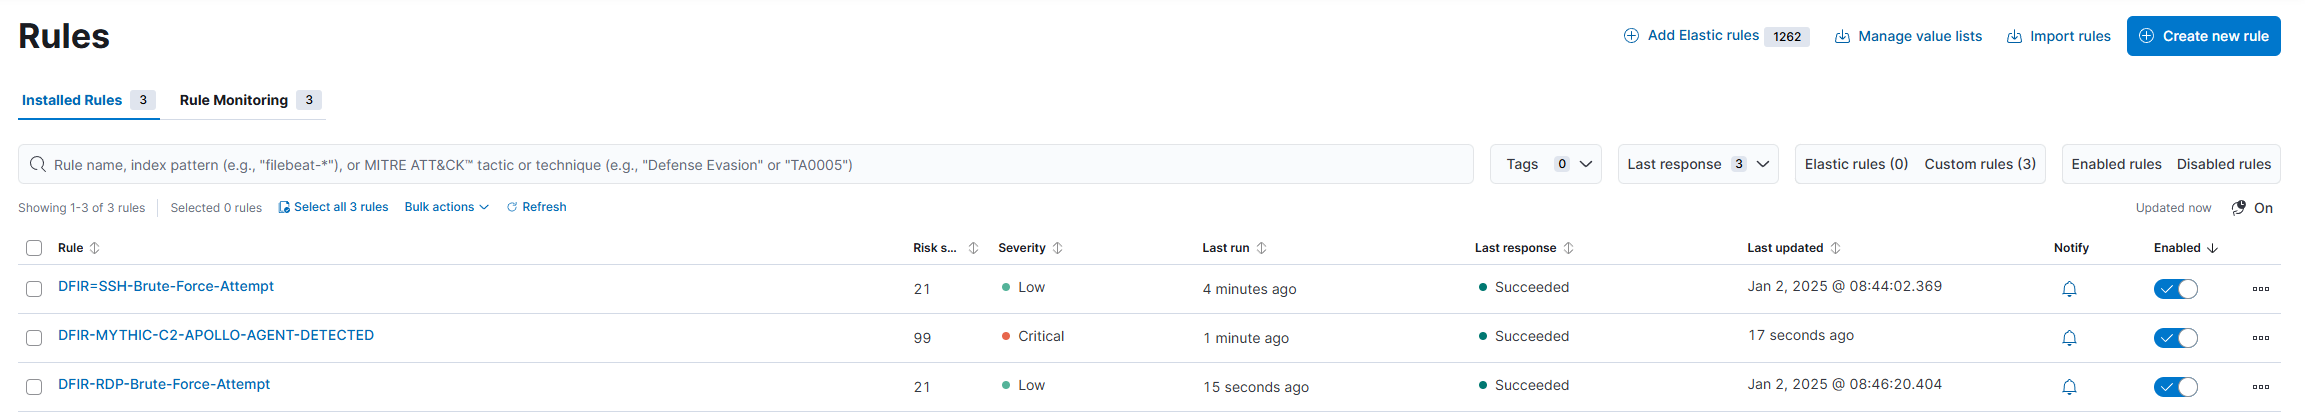 Rules
Add Elastic rules 1262 Manage value lists Import rules Create new rule
Installed Rules 3 Rule Monitoring 3
Rule name, index pattern (e.g., "filebeat-*"), or MITRE ATT&CK™ tactic or technique (e.g., "Defense Evasion" or "TA0005") Tags 0 Last response 3 Elastic rules (0) Custom rules (3) Enabled rules Disabled rules
Showing 1-3 of 3 rules Selected 0 rules Select all 3 rules Bulk actions Refresh Updated now On
Rule Risk s... Severity Last run Last response Last updated Notify Enabled
DFIR=SSH-Brute-Force-Attempt 21 Low 4 minutes ago Succeeded Jan 2, 2025 @ 08:44:02.369
DFIR-MYTHIC-C2-APOLLO-AGENT-DETECTED 99 Critical 1 minute ago Succeeded 17 seconds ago
DFIR-RDP-Brute-Force-Attempt 21 Low 15 seconds ago Succeeded Jan 2, 2025 @ 08:46:20.404